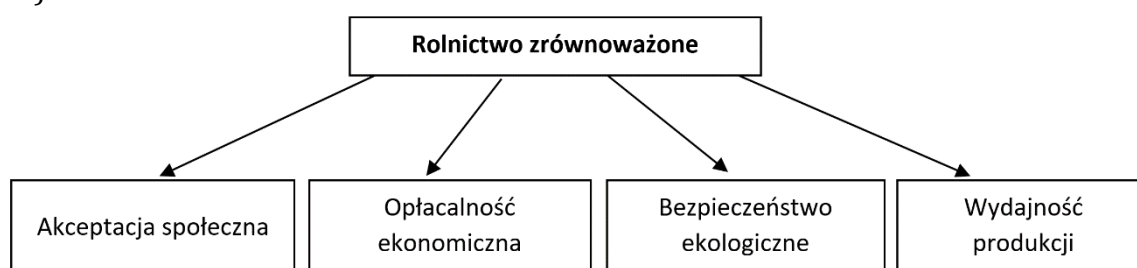 Rolnictwo zrównoważone
Akceptacja społeczna
Opłacalność
ekonomiczna
Bezpieczeństwo
ekologiczne
Wydajność
produkcji